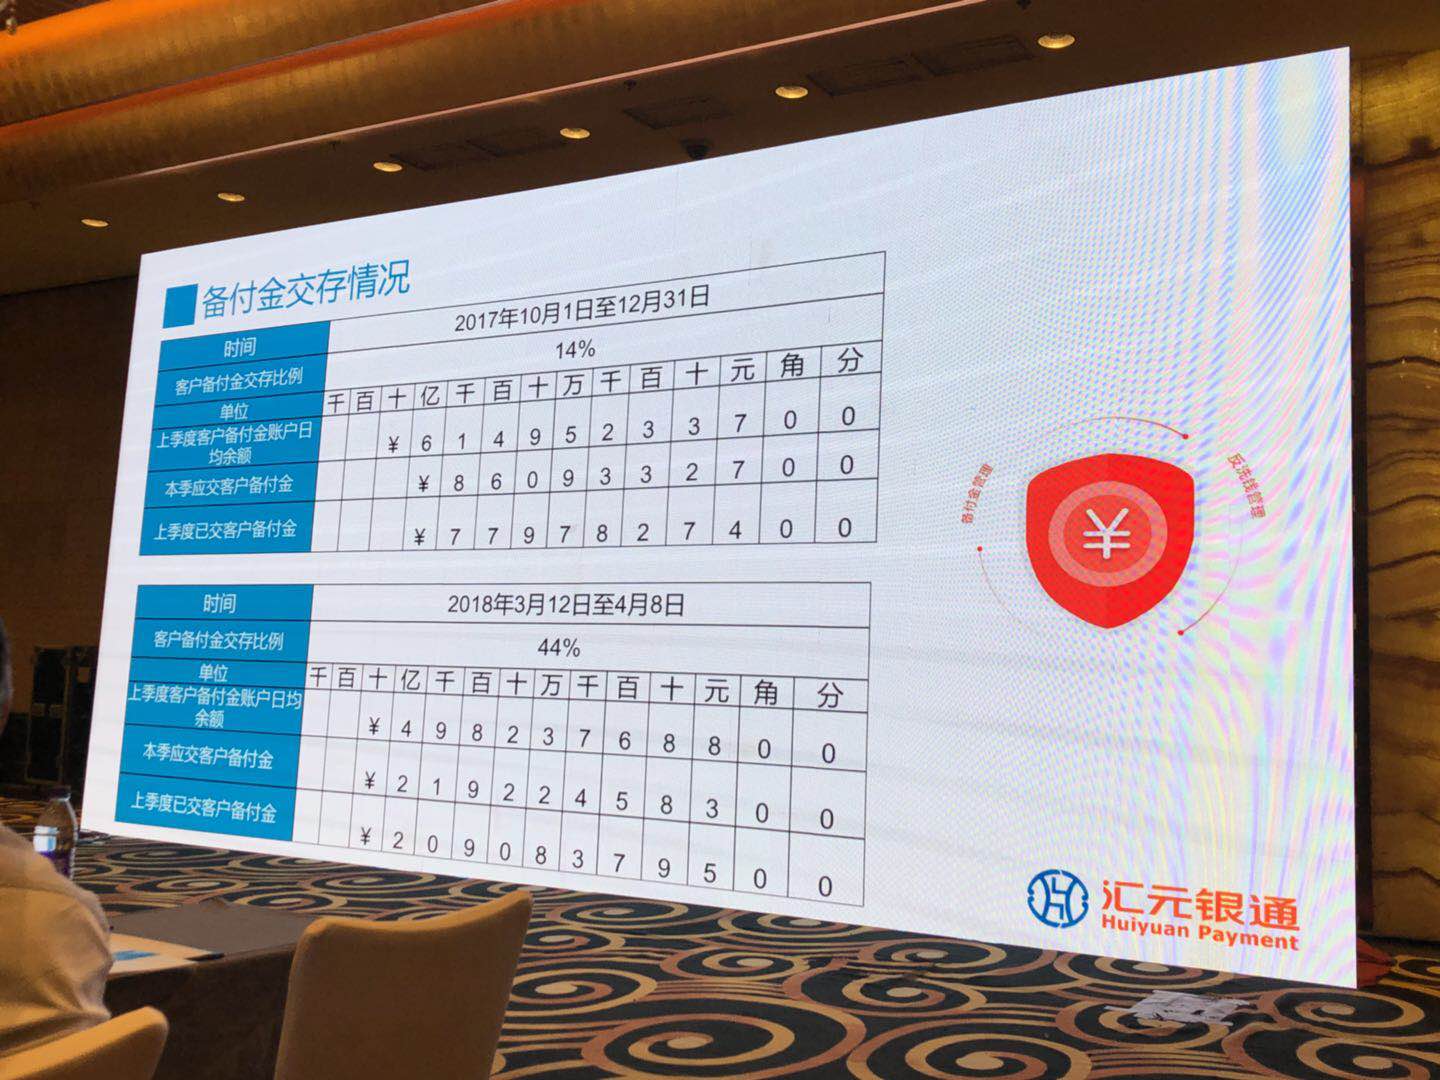 备付金交存情况
时间 2017年10月1日至12月31日
客户备付金交存比例 14%
单位 千 百 十 亿 千 百 十 万 千 百 十 元 角 分
上季度客户备付金账户日均余额 ¥ 6 1 4 9 5 2 3 3 7 0 0
本季应交客户备付金 ¥ 8 6 0 9 3 3 2 7 0 0
上季度已交客户备付金 ¥ 7 7 9 7 8 2 7 4 0 0
时间 2018年3月12日至4月8日
客户备付金交存比例 44%
单位 千 百 十 亿 千 百 十 万 千 百 十 元 角 分
上季度客户备付金账户日均余额 ¥ 4 9 8 2 3 7 6 8 8 0 0
本季应交客户备付金 ¥ 2 1 9 2 2 4 5 8 3 0 0
上季度已交客户备付金 ¥ 2 0 9 0 8 3 7 9 5 0 0
备付金管理
反洗钱管理
¥
汇元银通
Huiyuan Payment